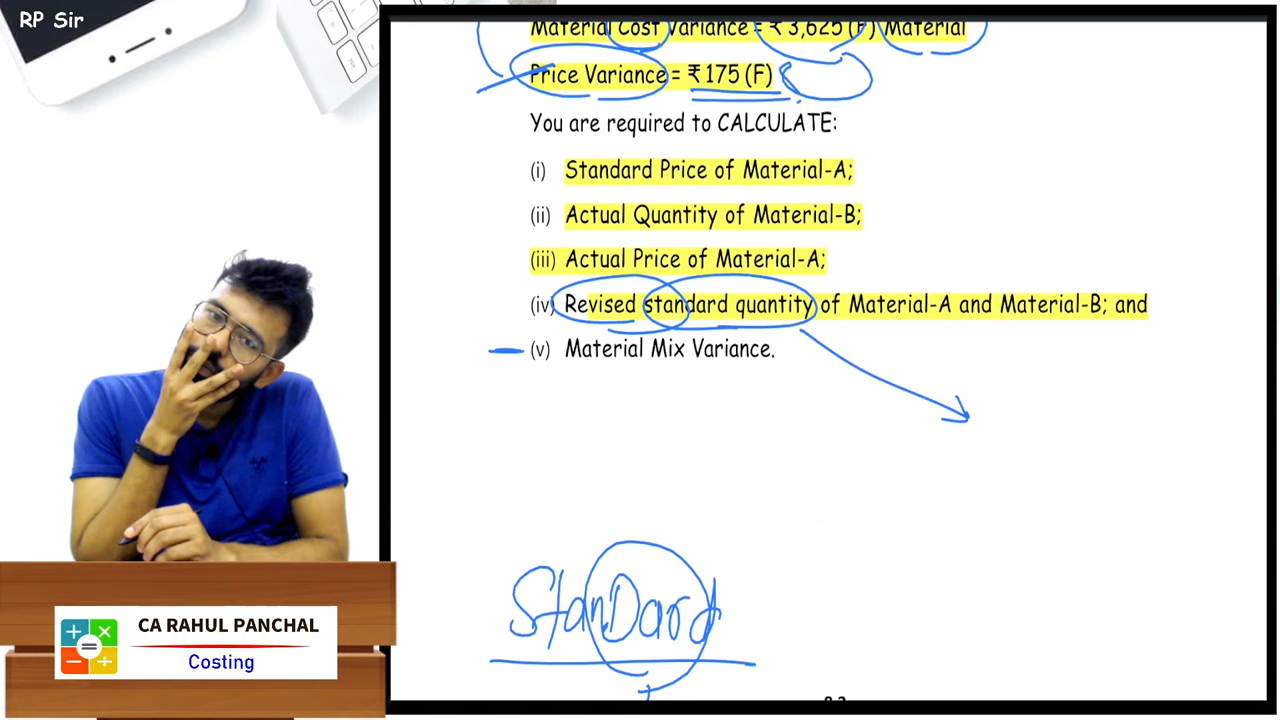 RP Sir
Material Cost Variance = ₹ 3,625 (F) Material
Price Variance = ₹ 175 (F)
You are required to CALCULATE:
(i) Standard Price of Material-A;
(ii) Actual Quantity of Material-B;
(iii) Actual Price of Material-A;
(iv) Revised standard quantity of Material-A and Material-B; and
(v) Material Mix Variance.
StanDard
CA RAHUL PANCHAL
Costing